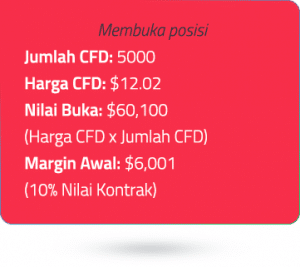 Membuka posisi
Jumlah CFD: 5000
Harga CFD: $12.02
Nilai Buka: $60,100
(Harga CFD x Jumlah CFD)
Margin Awal: $6,001
(10% Nilai Kontrak)